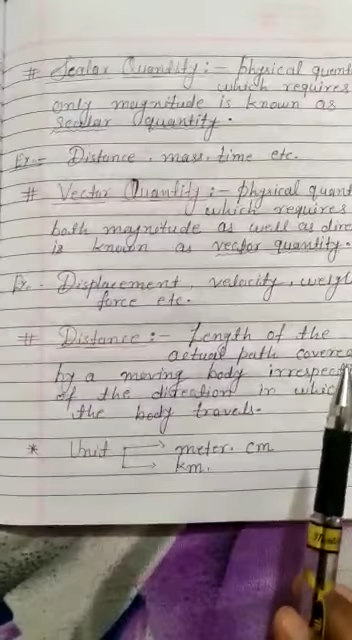 # Scalar Quantity :- physical quant
which requires
only magnitude is known as
scalar quantity.
Ex:- Distance, mass, time etc.
# Vector Quantity :- physical quant
which requires
both magnitude as well as dire
is known as vector quantity.
Ex. - Displacement, velocity, weigh
force etc.
# Distance :- Length of the
actual path covered
by a moving body irrespect
of the direction in which
the body travels.
* Unit → meter. cm
→ km.